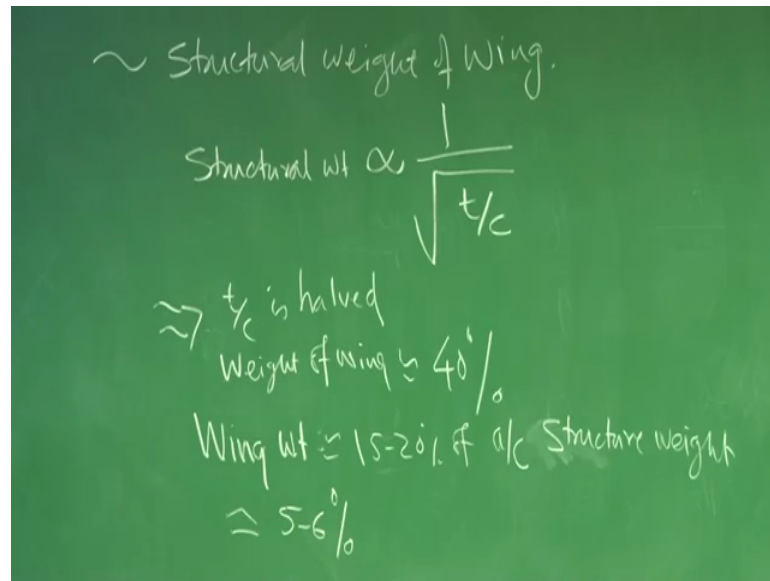 ~ Structural weight of Wing.
Structural wt ∝ 1/√(t/c)
⇒ t/c is halved
Weight of wing ≃ 40%
Wing wt ≃ 15-20% of a/c Structure weight
≃ 5-6%